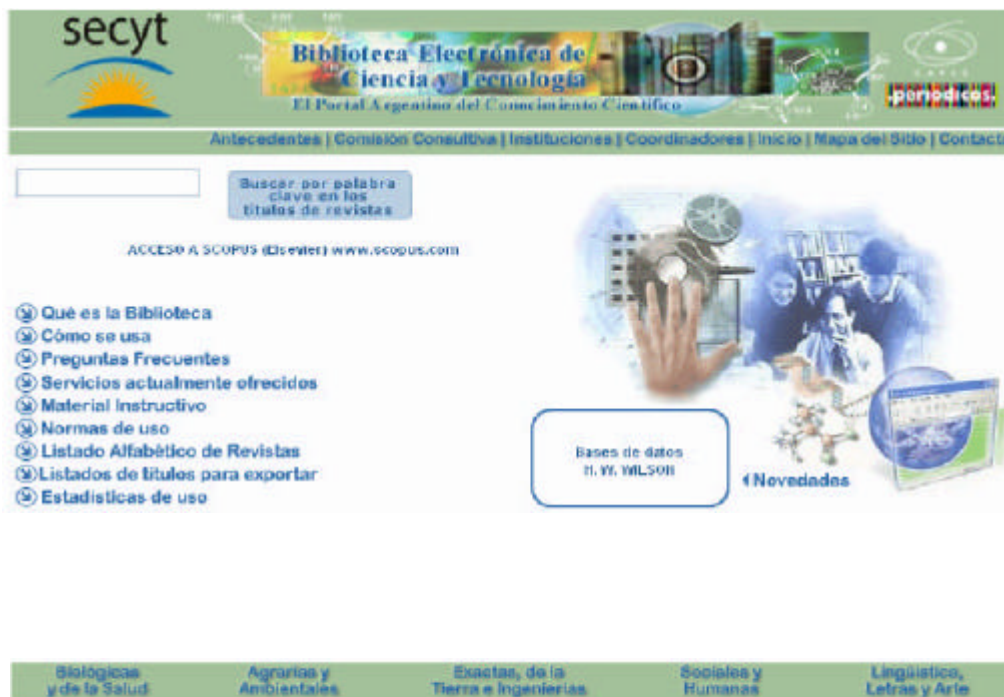 secyt
Biblioteca Electrónica de
Ciencia y Tecnología
El Portal Argentino del Conocimiento Científico
.periodicos.
Antecedentes | Comisión Consultiva | Instituciones | Coordinadores | Inicio | Mapa del Sitio | Contact
Buscar por palabra
clave en los
títulos de revistas
ACCESO A SCOPUS (Elsevier) www.scopus.com
Qué es la Biblioteca
Cómo se usa
Preguntas Frecuentes
Servicios actualmente ofrecidos
Material Instructivo
Normas de uso
Listado Alfabético de Revistas
Listados de títulos para exportar
Estadísticas de uso
Bases de datos
H. W. WILSON
Novedades
Biológicas
y de la Salud
Agrarias y
Ambientales
Exactas, de la
Tierra e Ingenierías
Sociales y
Humanas
Lingüística,
Letras y Arte